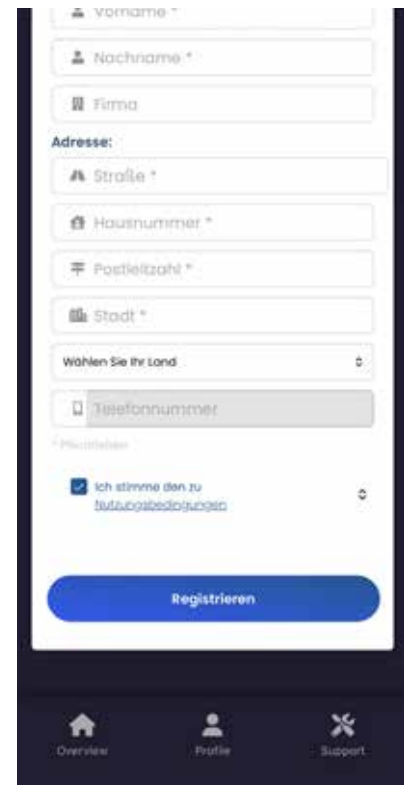 Vorname *
Nachname *
Firma
Adresse:
Straße *
Hausnummer *
Postleitzahl *
Stadt *
Wählen Sie Ihr Land
Telefonnummer
* Pflichtfelder
Ich stimme den zu
Nutzungsbedingungen
Registrieren
Overview Profile Support